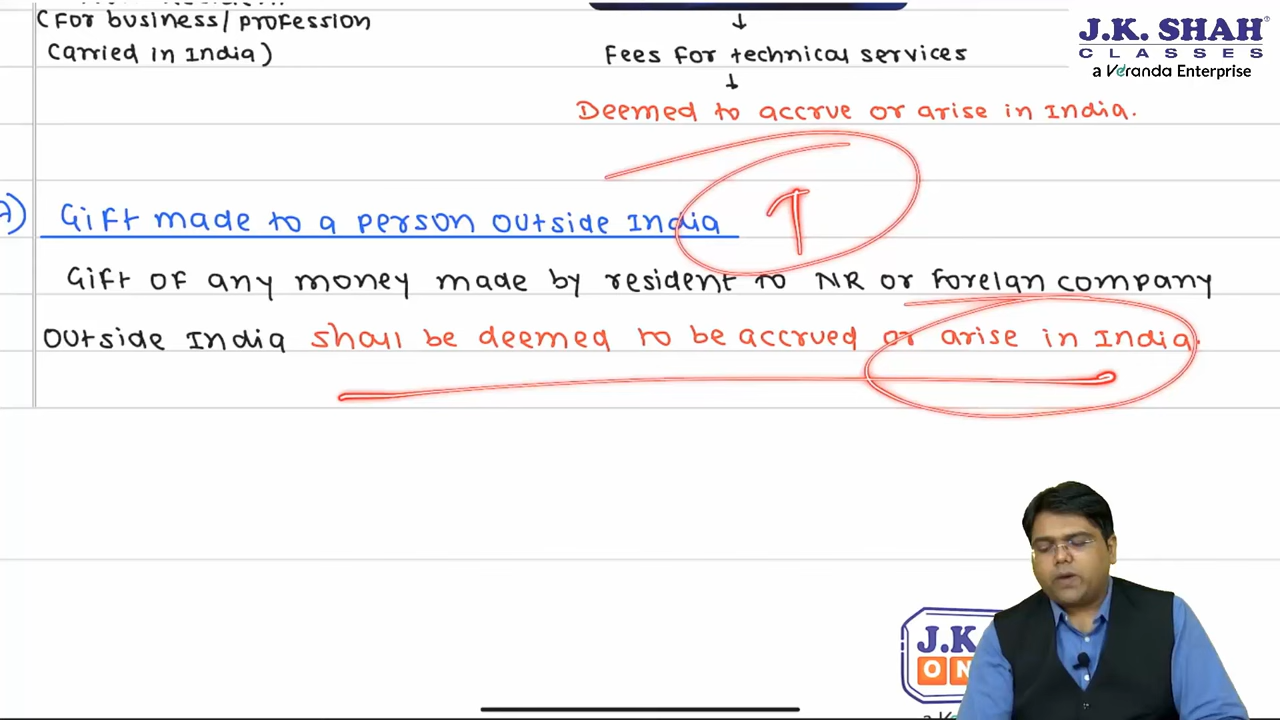 (For business/ profession
Carried in India)
↓
Fees for technical services
↓
Deemed to accrue or arise in India.
J.K. SHAH®
CLASSES
a Veranda Enterprise
Gift made to a person outside India
Gift of any money made by resident to NR or Forelan company
outside India shall be deemed to be accrued or arise in India.
J.K
ON